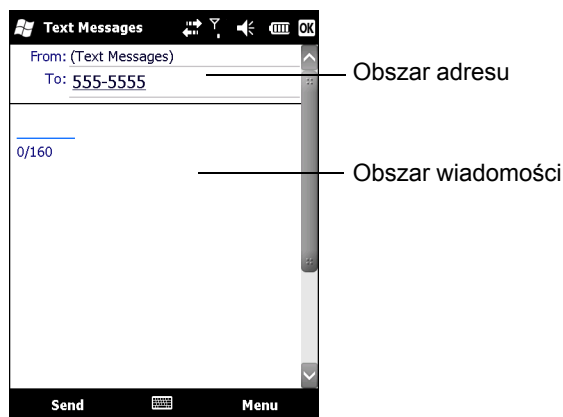 Text Messages OK
From: (Text Messages)
To: 555-5555
Obszar adresu
0/160
Obszar wiadomości
Send Menu